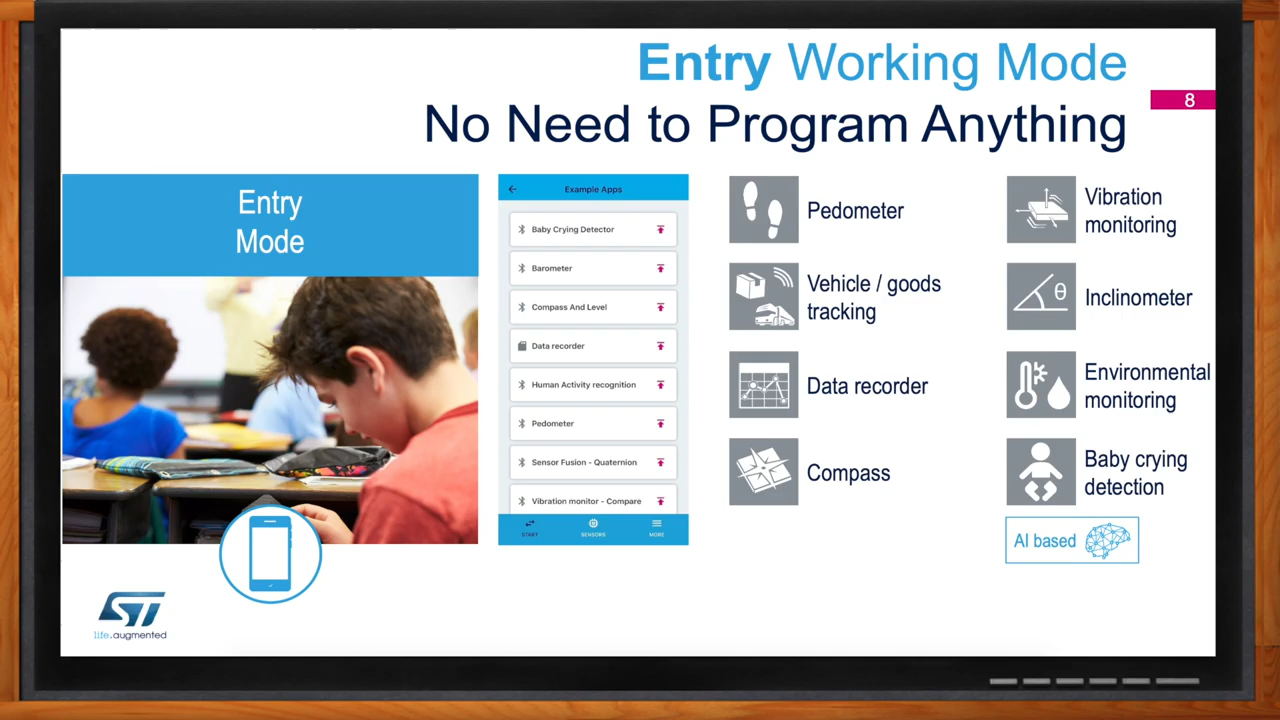 Entry Working Mode
No Need to Program Anything
8
Entry
Mode
Example Apps
Baby Crying Detector
Barometer
Compass And Level
Data recorder
Human Activity recognition
Pedometer
Sensor Fusion - Quaternion
Vibration monitor - Compare
START
SENSORS
MORE
Pedometer
Vehicle / goods
tracking
Data recorder
Compass
Vibration
monitoring
θ
Inclinometer
Environmental
monitoring
Baby crying
detection
AI based
ST
life.augmented